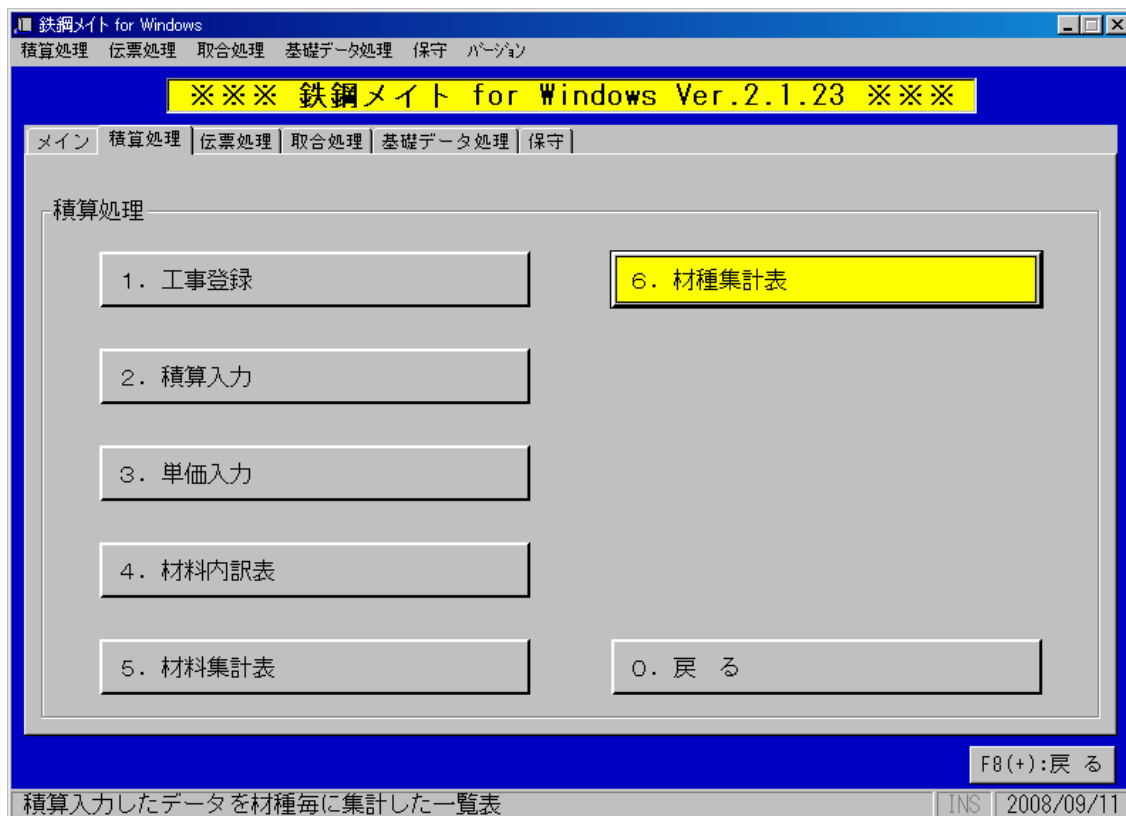 鉄鋼メイト for Windows
積算処理 伝票処理 取合処理 基礎データ処理 保守 バージョン
※※※ 鉄鋼メイト for Windows Ver.2.1.23 ※※※
メイン 積算処理 伝票処理 取合処理 基礎データ処理 保守
積算処理
1. 工事登録
6. 材種集計表
2. 積算入力
3. 単価入力
4. 材料内訳表
5. 材料集計表
0. 戻 る
F8(+):戻 る
積算入力したデータを材種毎に集計した一覧表 INS 2008/09/11